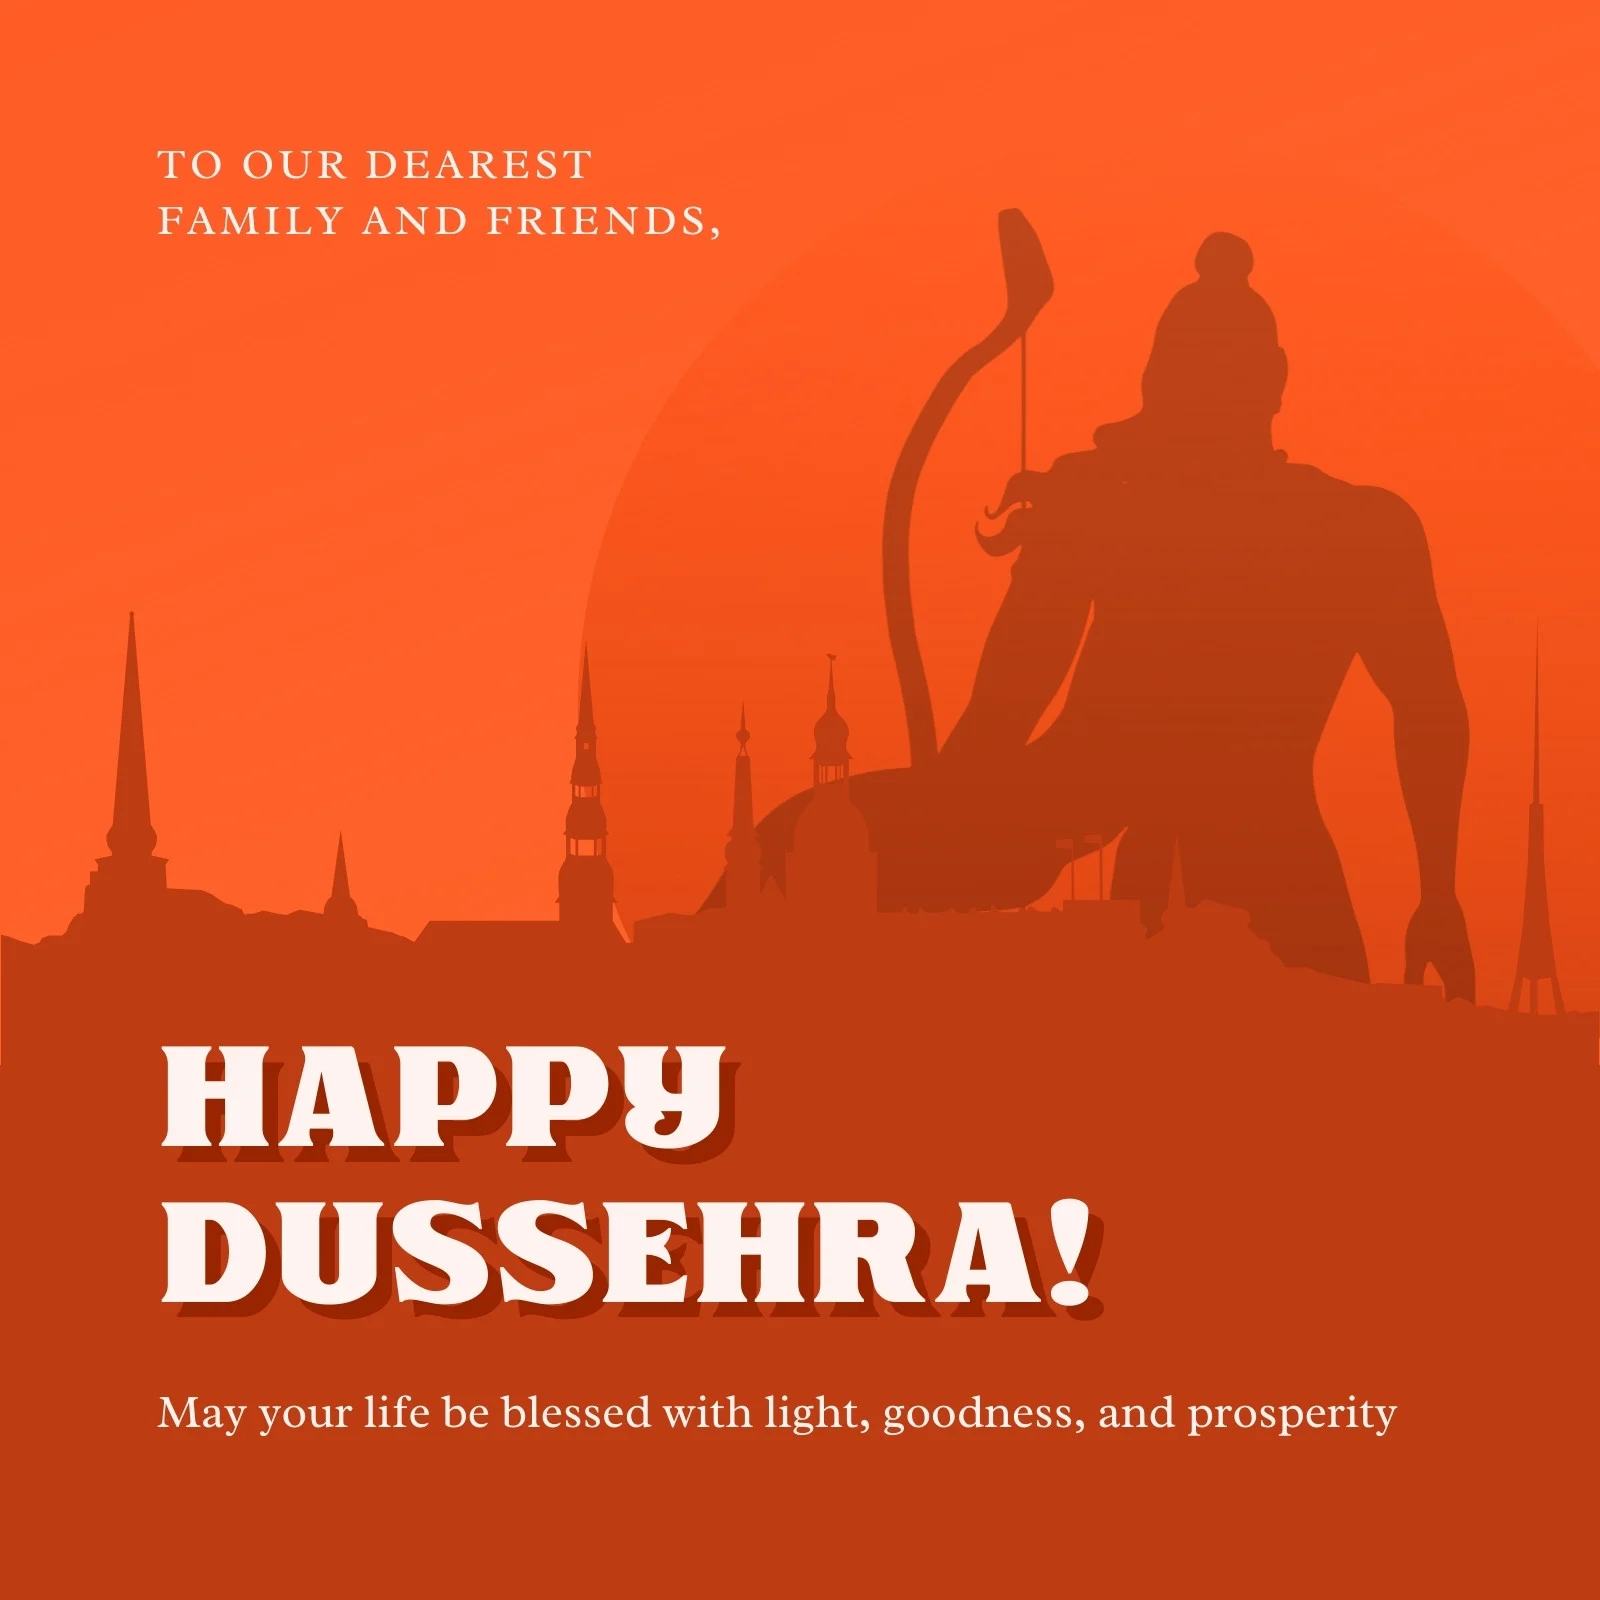 TO OUR DEAREST
FAMILY AND FRIENDS,
HAPPY
DUSSEHRA!
May your life be blessed with light, goodness, and prosperity